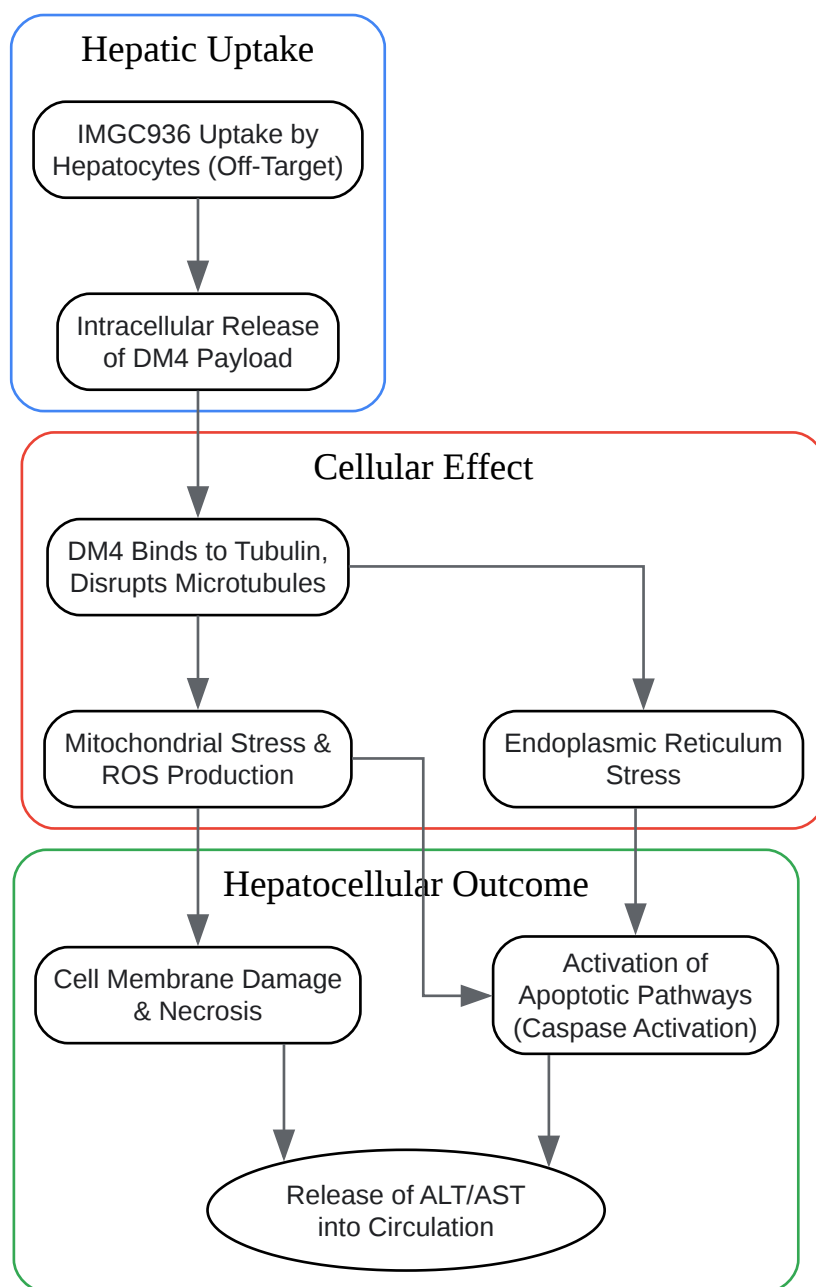 Hepatic Uptake
IMGC936 Uptake by
Hepatocytes (Off-Target)
Intracellular Release
of DM4 Payload
Cellular Effect
DM4 Binds to Tubulin,
Disrupts Microtubules
Mitochondrial Stress &
ROS Production
Endoplasmic Reticulum
Stress
Hepatocellular Outcome
Cell Membrane Damage
& Necrosis
Activation of
Apoptotic Pathways
(Caspase Activation)
Release of ALT/AST
into Circulation